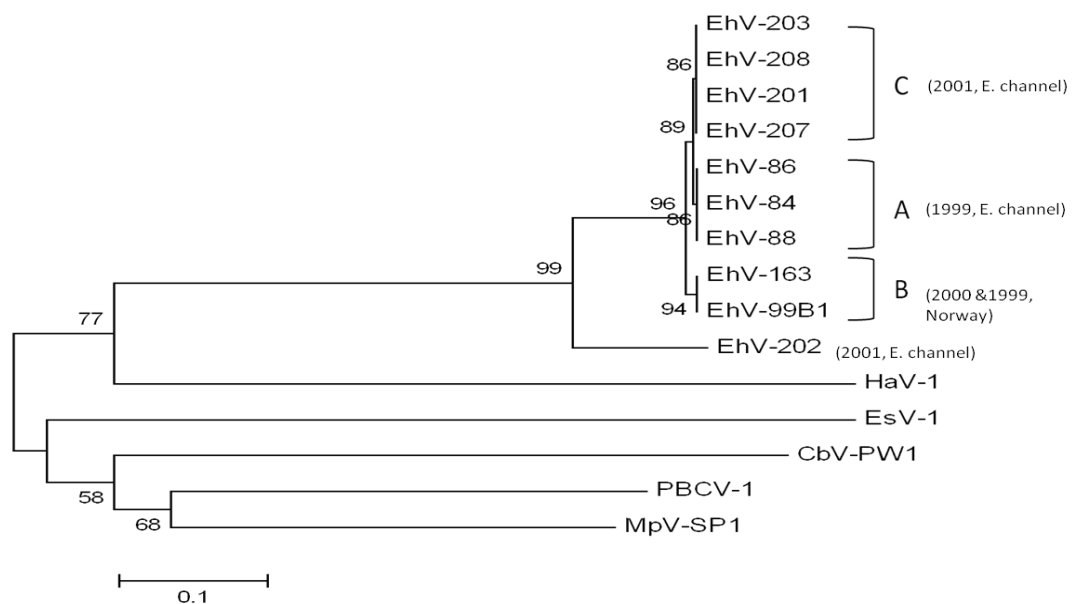 EhV-203
86
EhV-208
C (2001, E. channel)
EhV-201
89
EhV-207
EhV-86
96
EhV-84
A (1999, E. channel)
86
EhV-88
99
EhV-163
B (2000 &1999,
Norway)
94
EhV-99B1
77
EhV-202 (2001, E. channel)
HaV-1
EsV-1
CbV-PW1
58
PBCV-1
68
MpV-SP1
0.1